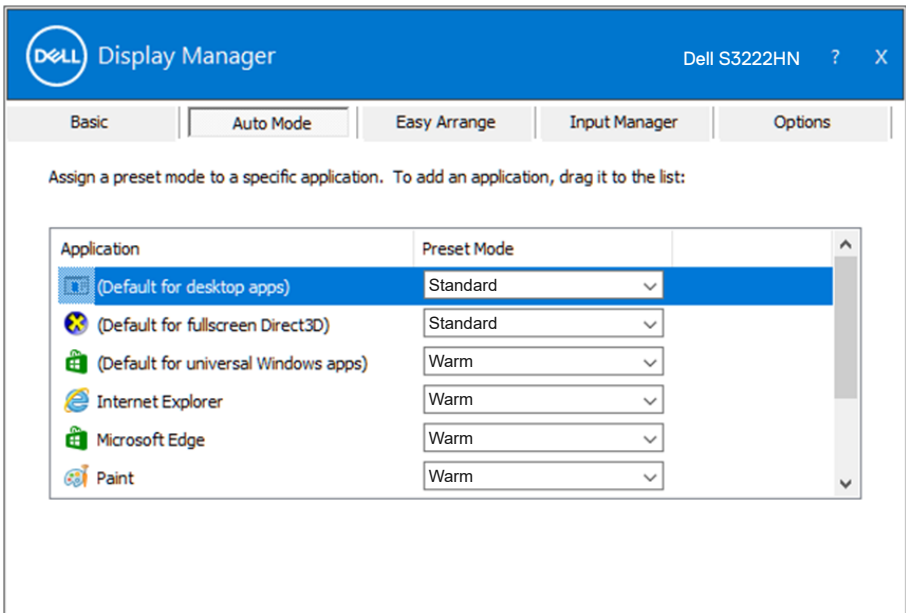 DELL Display Manager Dell S3222HN ? X
Basic Auto Mode Easy Arrange Input Manager Options
Assign a preset mode to a specific application. To add an application, drag it to the list:
Application Preset Mode
(Default for desktop apps) Standard
(Default for fullscreen Direct3D) Standard
(Default for universal Windows apps) Warm
Internet Explorer Warm
Microsoft Edge Warm
Paint Warm